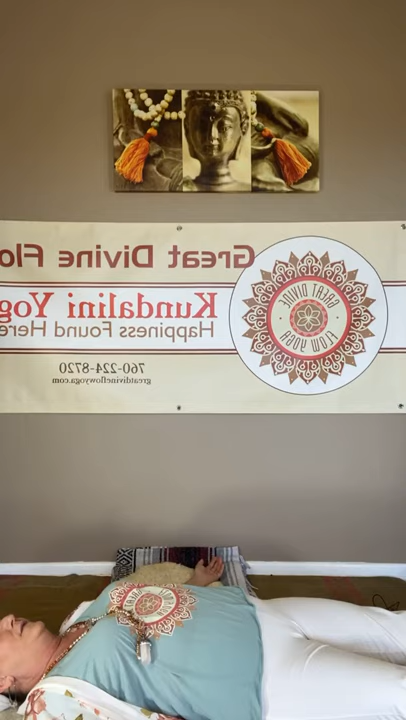 Great Divine Flo
Kundalini Yog
Happiness Found Here
760-224-8720
greatdivineflowyoga.com
GREAT DIVINE
FLOW YOGA